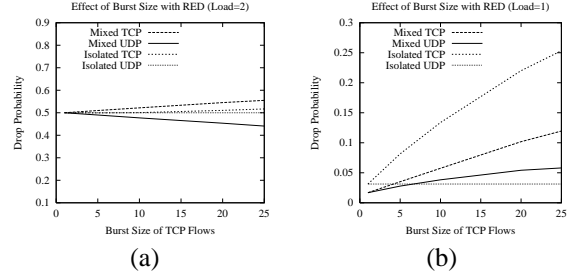 Effect of Burst Size with RED (Load=2)
0.9
0.8
0.7
0.6
0.5
0.4
0.3
0.2
0.1
Drop Probability
Mixed TCP
Mixed UDP
Isolated TCP
Isolated UDP
0 5 10 15 20 25
Burst Size of TCP Flows
(a)
Effect of Burst Size with RED (Load=1)
0.3
0.25
0.2
0.15
0.1
0.05
0
Drop Probability
Mixed TCP
Mixed UDP
Isolated TCP
Isolated UDP
0 5 10 15 20 25
Burst Size of TCP Flows
(b)